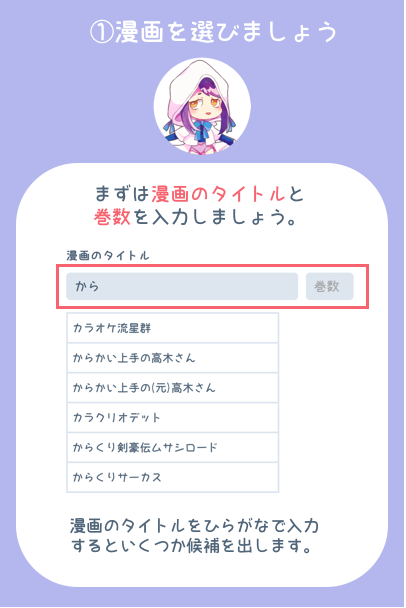 ①漫画を選びましょう
まずは漫画のタイトルと
巻数を入力しましょう。
漫画のタイトル
から 巻数
カラオケ流星群
からかい上手の高木さん
からかい上手の(元)高木さん
カラクリオデット
からくり剣豪伝ムサシロード
からくりサーカス
漫画のタイトルをひらがなで入力
するといくつか候補を出します。